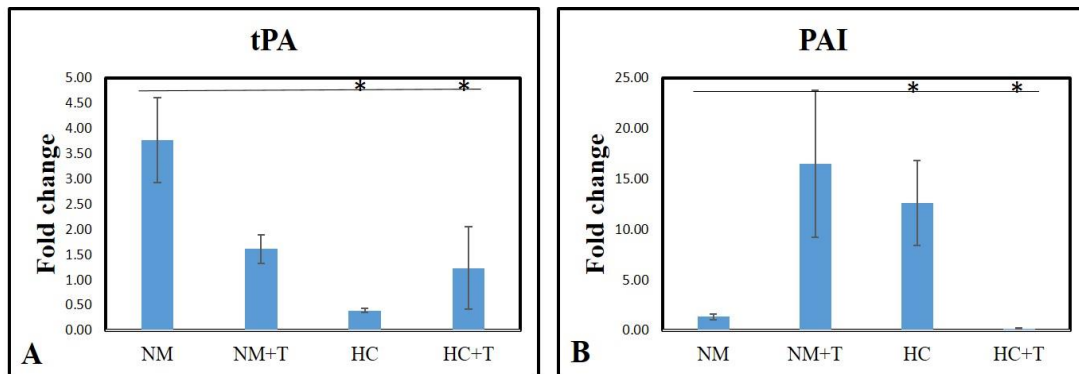 tPA
* *
5.00
4.50
4.00
3.50
3.00
2.50
2.00
1.50
1.00
0.50
0.00
Fold change
NM NM+T HC HC+T
A
PAI
* *
25.00
20.00
15.00
10.00
5.00
0.00
Fold change
NM NM+T HC HC+T
B